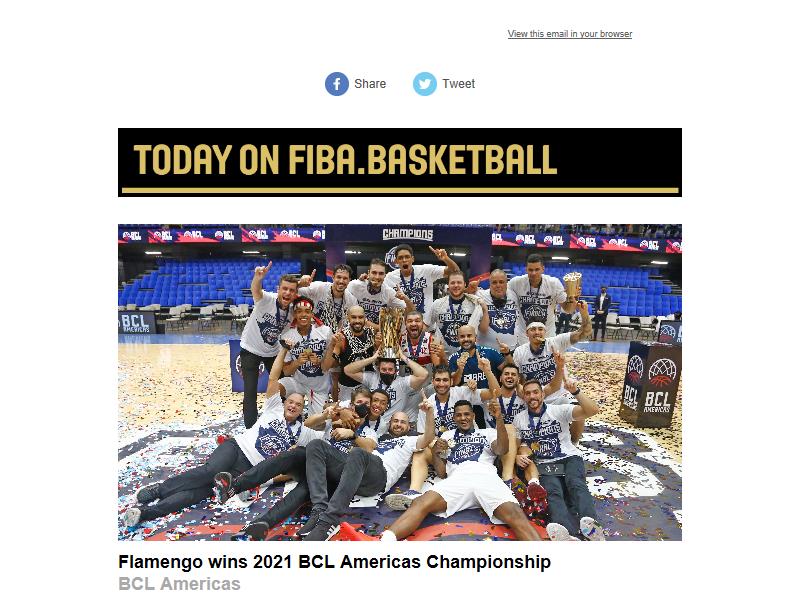 View this email in your browser
Share
Tweet
TODAY ON FIBA.BASKETBALL
CHAMPIONS
BCL
AMERICAS
BCL
AMERICAS
Flamengo wins 2021 BCL Americas Championship
BCL Americas